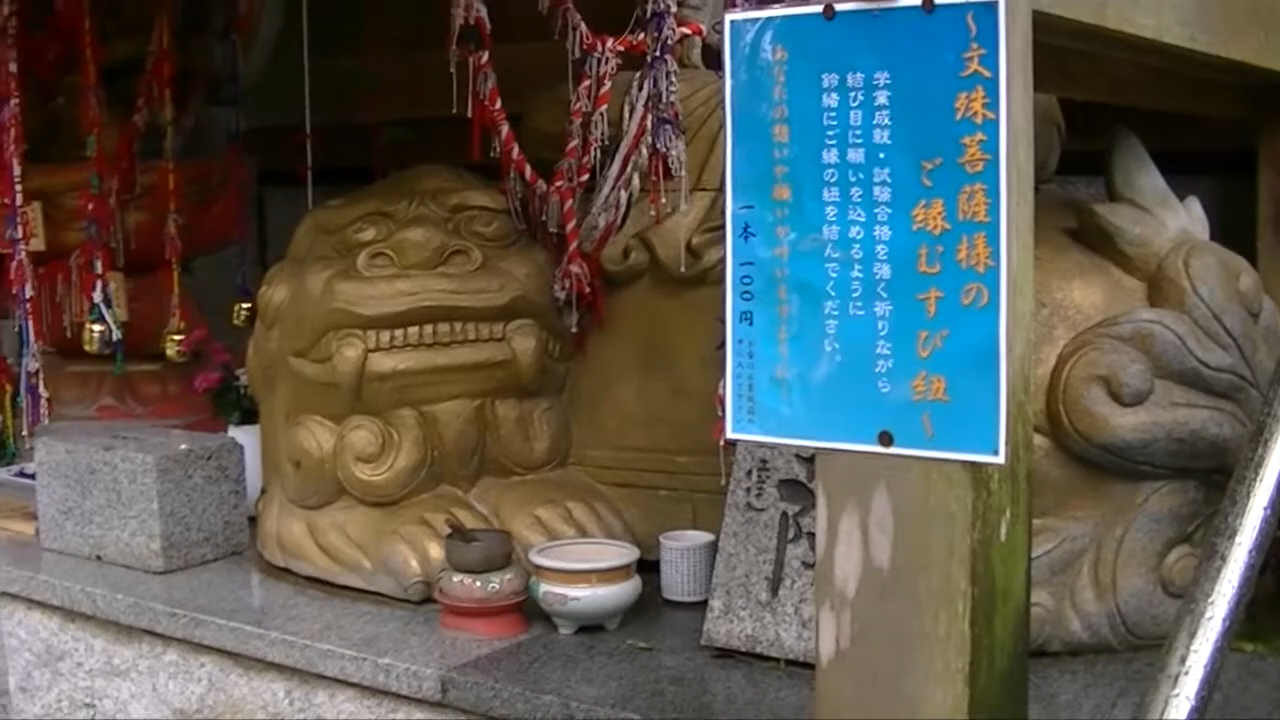 ～文殊菩薩様の
ご縁むすび紐～
学業成就・試験合格を強く祈りながら
結び目に願いを込めるように
鈴緒にご縁の紐を結んでください。
あなたの想いや願いが叶いますように
一本 一００円